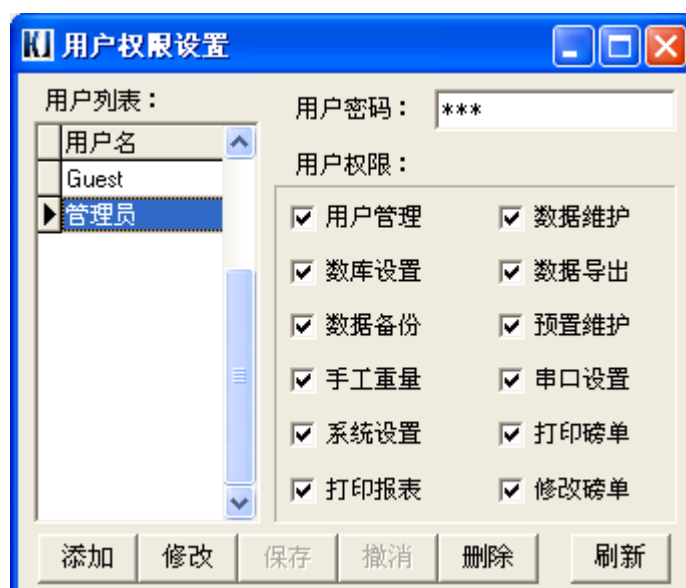 KJ 用户权限设置
用户列表：
用户名
Guest
管理员
用户密码： ***
用户权限：
用户管理 数据维护
数库设置 数据导出
数据备份 预置维护
手工重量 串口设置
系统设置 打印磅单
打印报表 修改磅单
添加 修改 保存 撤消 删除 刷新